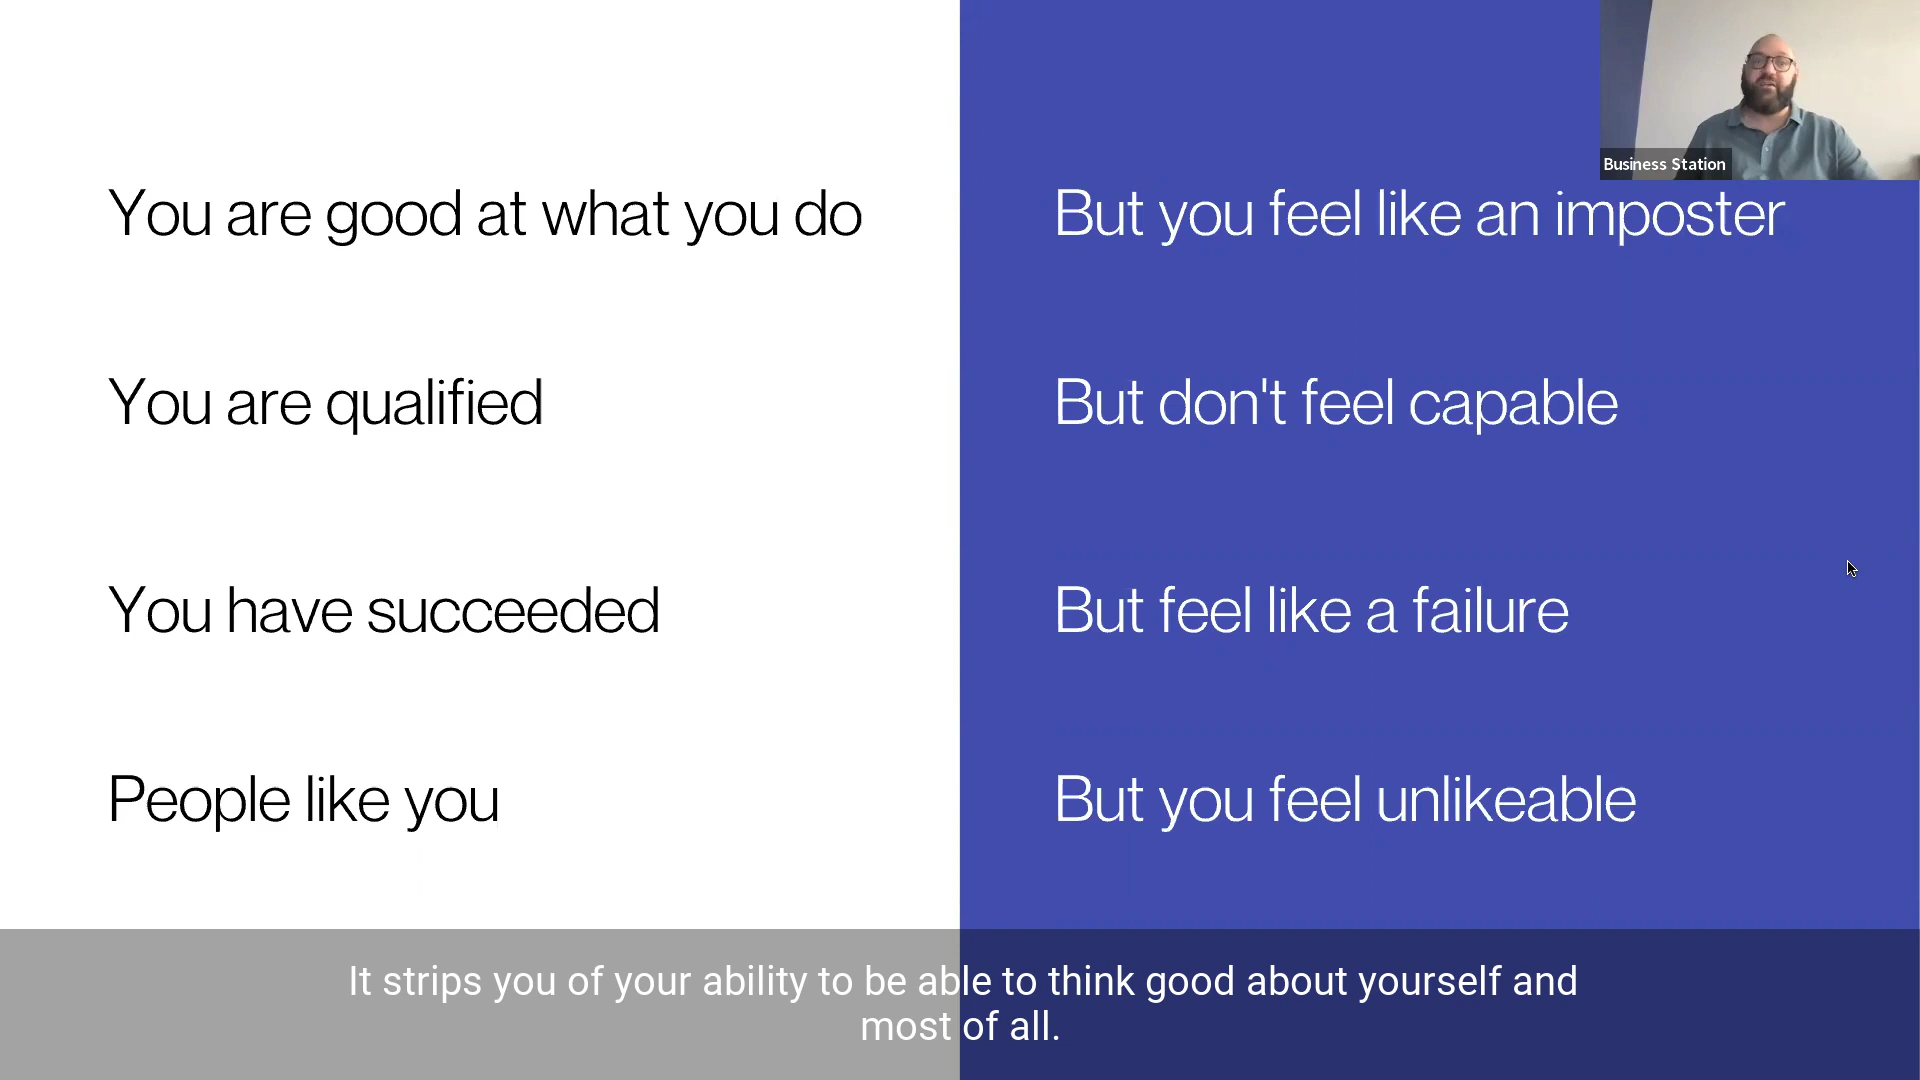 Business Station
You are good at what you do
But you feel like an imposter
You are qualified
But don't feel capable
You have succeeded
But feel like a failure
People like you
But you feel unlikeable
It strips you of your ability to be able to think good about yourself and
most of all.